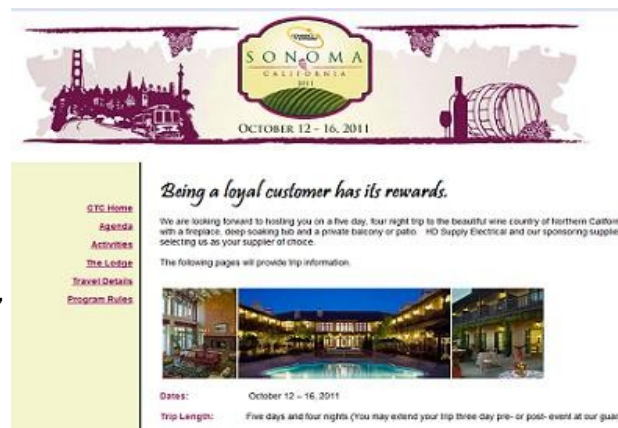 SONOMA
CALIFORNIA
2011
OCTOBER 12 - 16, 2011
Being a loyal customer has its rewards.
CTC Home
Agenda
Activities
The Lodge
Travel Details
Program Rules
We are looking forward to hosting you on a five day, four night trip to the beautiful wine country of Northern Califor
with a fireplace, deep soaking tub and a private balcony or patio. HD Supply Electrical and our sponsoring supplie
selecting us as your supplier of choice.
The following pages will provide trip information.
Dates: October 12 – 16, 2011
Trip Length: Five days and four nights (You may extend your trip three day pre- or post- event at our guar